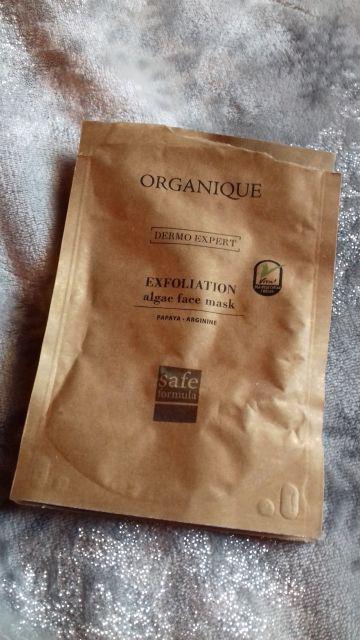 ORGANIQUE
DERMO EXPERT
EXFOLIATION
algae face mask
PAPAYA - ARGININE
safe
formula